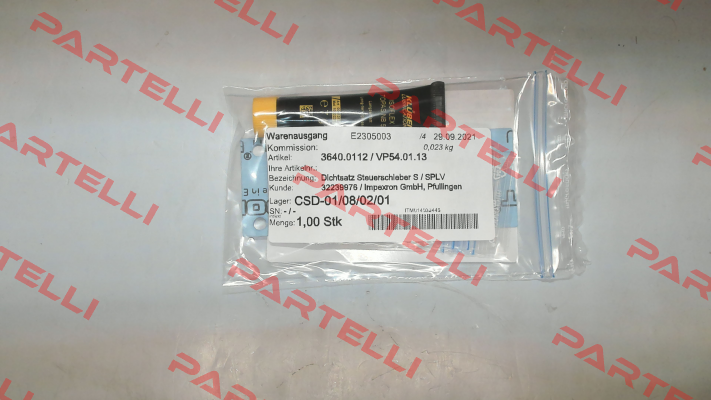 PARTELLI
KLÜBER
Warenausgang E2305003 /4 29.09.2021
Kommission: 0,023 kg
Artikel: 3640.0112 / VP54.01.13
Ihre Artikelnr.:
Bezeichnung: Dichtsatz Steuerschieber S / SPLV
Kunde: 32239976 / Impexron GmbH, Pfullingen
Lager: CSD-01/08/02/01
SN: - / -
Menge: 1,00 Stk
PARTELLI
PARTELLI
PARTELLI
PARTELLI
PARTELLI